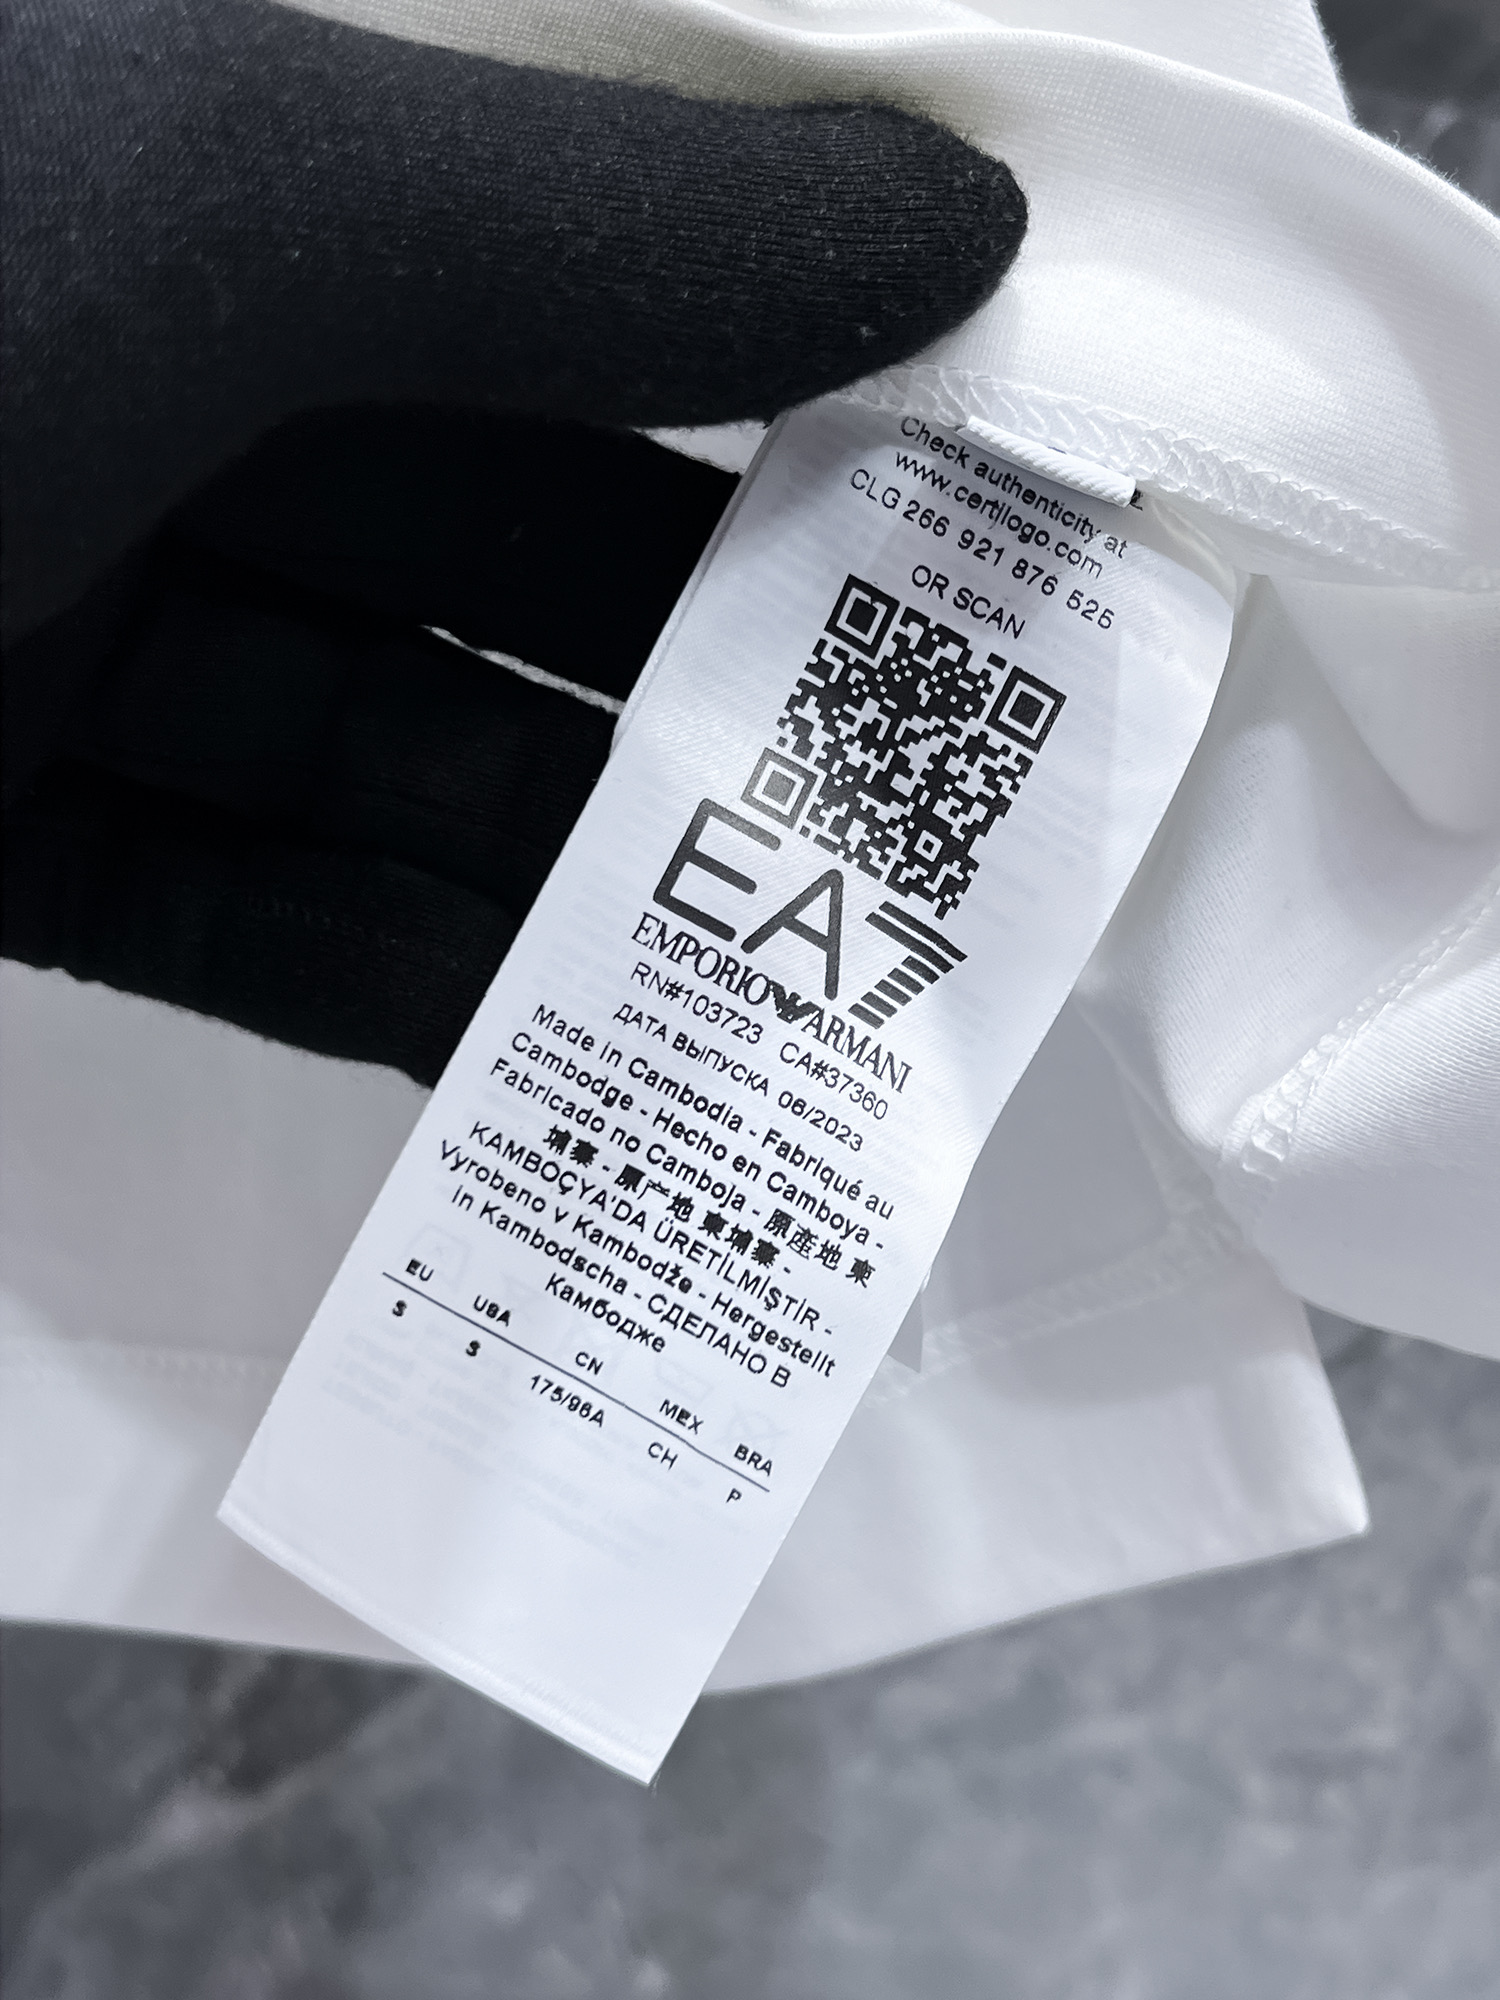 Check authenticity at
www.certilogo.com
CLG 266 921 876 525
OR SCAN
EA7
EMPORIO ARMANI
RN#103723 CA#37360
ДАТА ВЫПУСКА 06/2023
Made in Cambodia - Fabriqué au
Cambodge - Hecho en Camboya -
Fabricado no Camboja - 原産地 柬
埔寨 - 原产地 柬埔寨 -
KAMBOÇYA'DA ÜRETİLMİŞTİR -
Vyrobeno v Kambodže - Hergestellt
in Kambodscha - СДЕЛАНО В
Камбодже
EU USA CN MEX BRA
S S 175/96A CH P